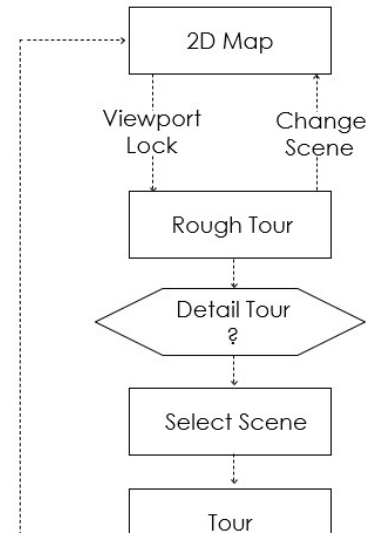 2D Map
Viewport
Lock
Change
Scene
Rough Tour
Detail Tour
?
Select Scene
Tour